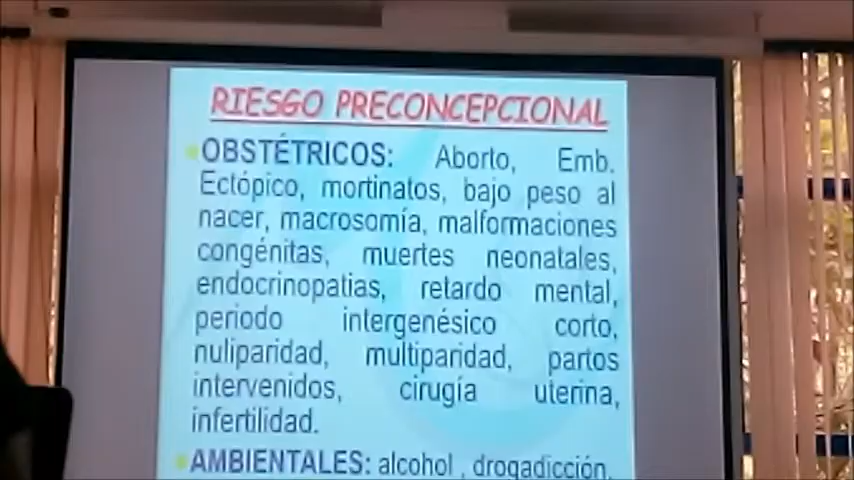 RIESGO PRECONCEPCIONAL
OBSTÉTRICOS: Aborto, Emb.
Ectópico, mortinatos, bajo peso al
nacer, macrosomía, malformaciones
congénitas, muertes neonatales,
endocrinopatias, retardo mental,
periodo intergenésico corto,
nuliparidad, multiparidad, partos
intervenidos, cirugía uterina,
infertilidad.
AMBIENTALES: alcohol , drogadicción,